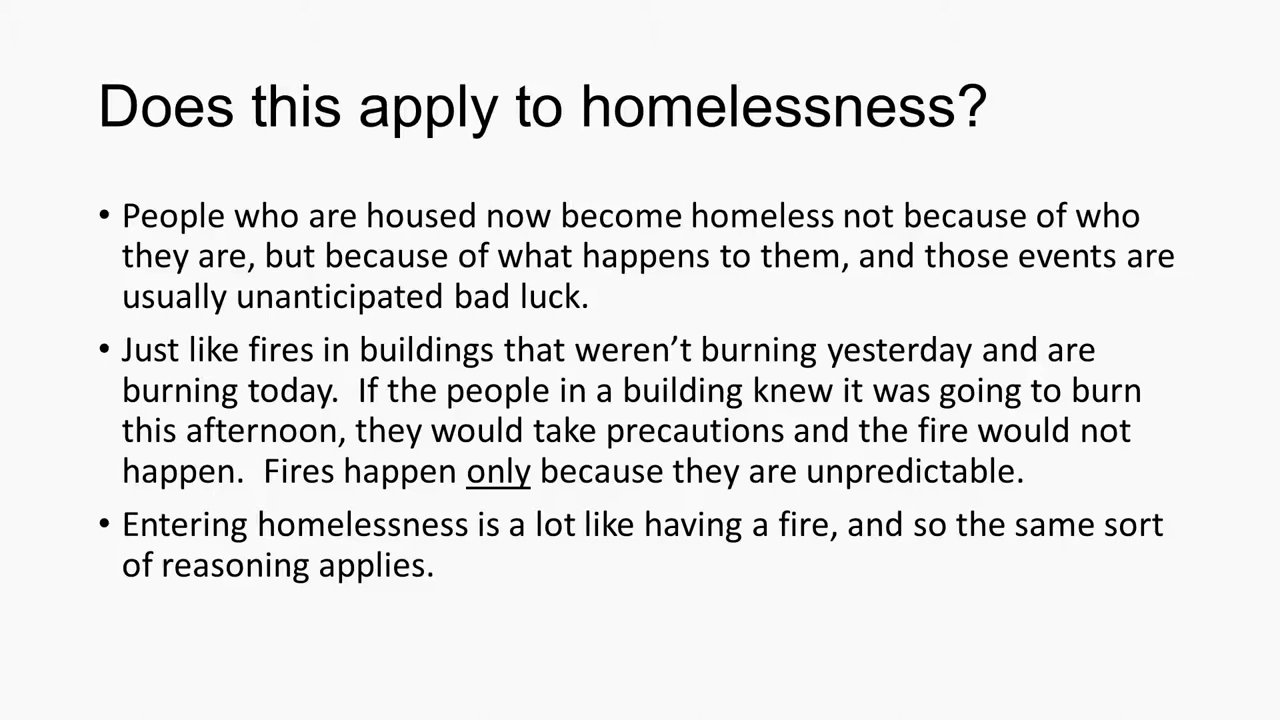 Does this apply to homelessness?
• People who are housed now become homeless not because of who
they are, but because of what happens to them, and those events are
usually unanticipated bad luck.
• Just like fires in buildings that weren’t burning yesterday and are
burning today.  If the people in a building knew it was going to burn
this afternoon, they would take precautions and the fire would not
happen.  Fires happen only because they are unpredictable.
• Entering homelessness is a lot like having a fire, and so the same sort
of reasoning applies.